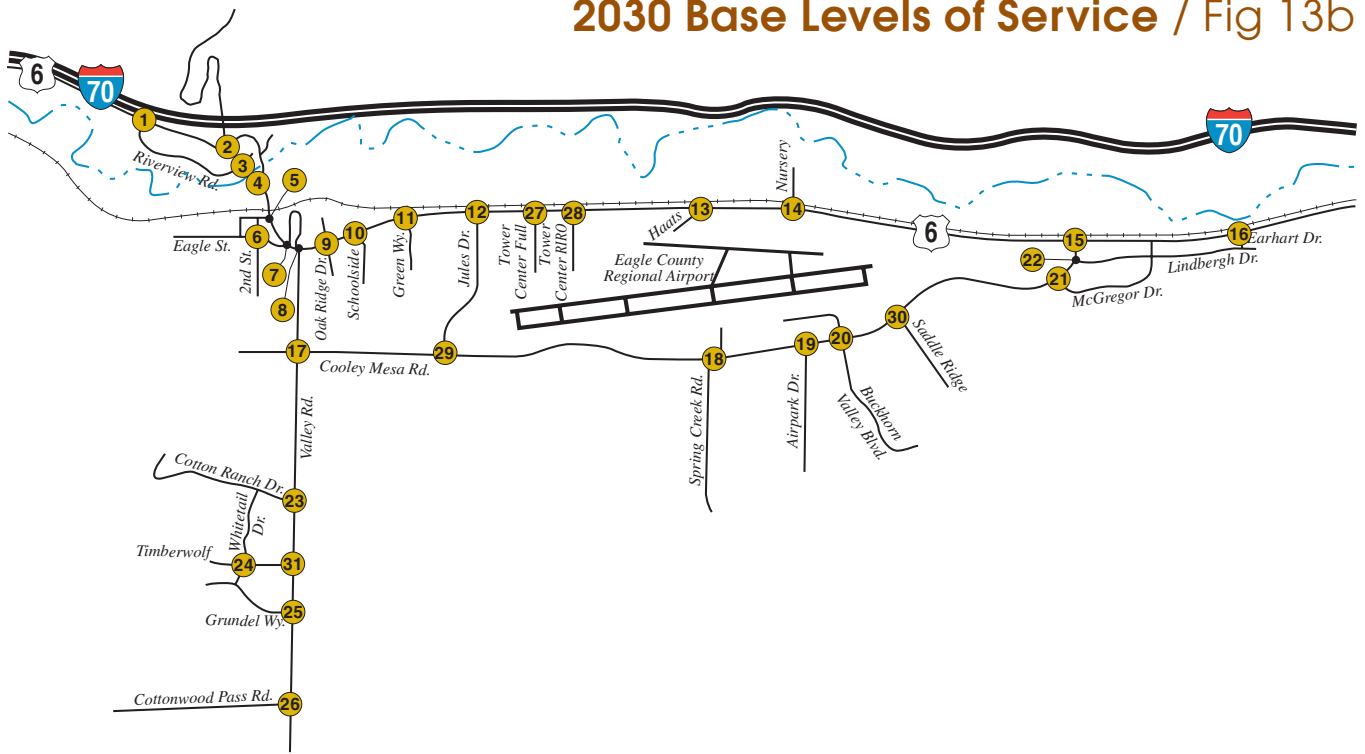 2030 Base Levels of Service / Fig 13b
6
70
1
70
2
Riverview Rd.
3
4
5
Nursery
Eagle St.
6
2nd St.
7
8
9
Oak Ridge Dr.
10
Schoolside
11
Green Wy.
12
Jules Dr.
27
Tower
Center Full
28
Tower
Center RIRO
13
Haats
14
6
15
16
Earhart Dr.
Lindbergh Dr.
22
21
McGregor Dr.
Eagle County
Regional Airport
17
Cooley Mesa Rd.
29
18
19
20
30
Saddle Ridge
Spring Creek Rd.
Airpark Dr.
Buckhorn
Valley Blvd.
Valley Rd.
Cotton Ranch Dr.
23
Whitetail
Dr.
Timberwolf
24
31
Grundel Wy.
25
Cottonwood Pass Rd.
26